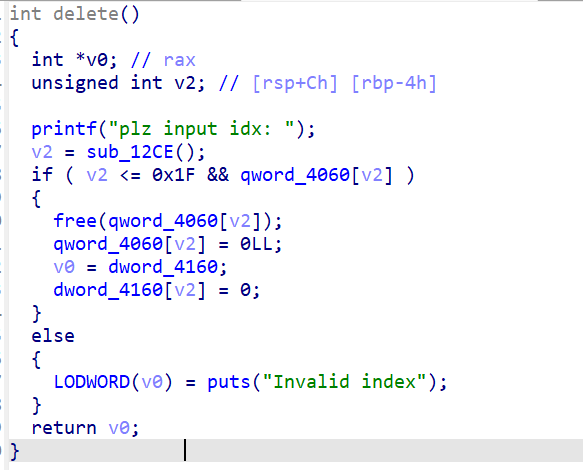 int delete()
{
  int *v0; // rax
  unsigned int v2; // [rsp+Ch] [rbp-4h]

  printf("plz input idx: ");
  v2 = sub_12CE();
  if ( v2 <= 0x1F && qword_4060[v2] )
  {
    free(qword_4060[v2]);
    qword_4060[v2] = 0LL;
    v0 = dword_4160;
    dword_4160[v2] = 0;
  }
  else
  {
    LODWORD(v0) = puts("Invalid index");
  }
  return v0;
}